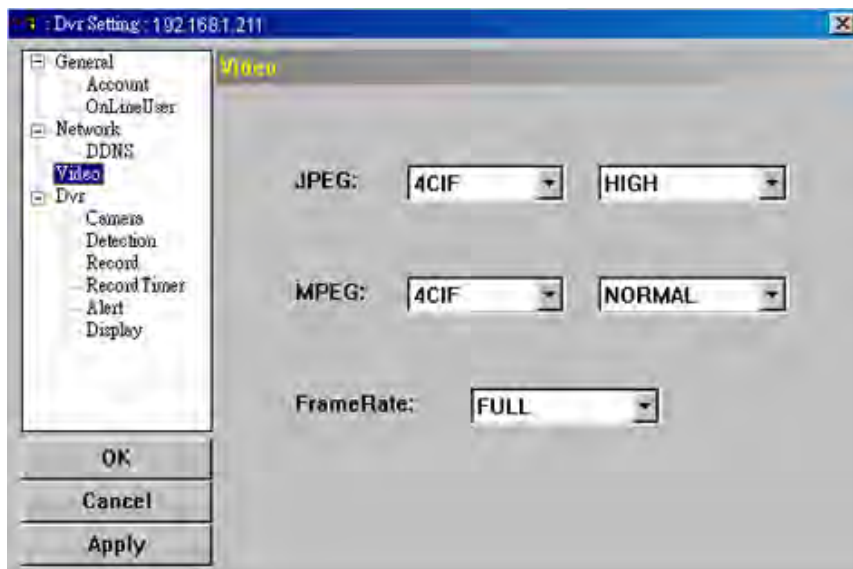 : Dvr Setting : 192.168.1.211
General
Account
OnLineUser
Network
DDNS
Video
Dvr
Camera
Detection
Record
Record Timer
Alert
Display
OK
Cancel
Apply
Video
JPEG: 4CIF HIGH
MPEG: 4CIF NORMAL
FrameRate: FULL